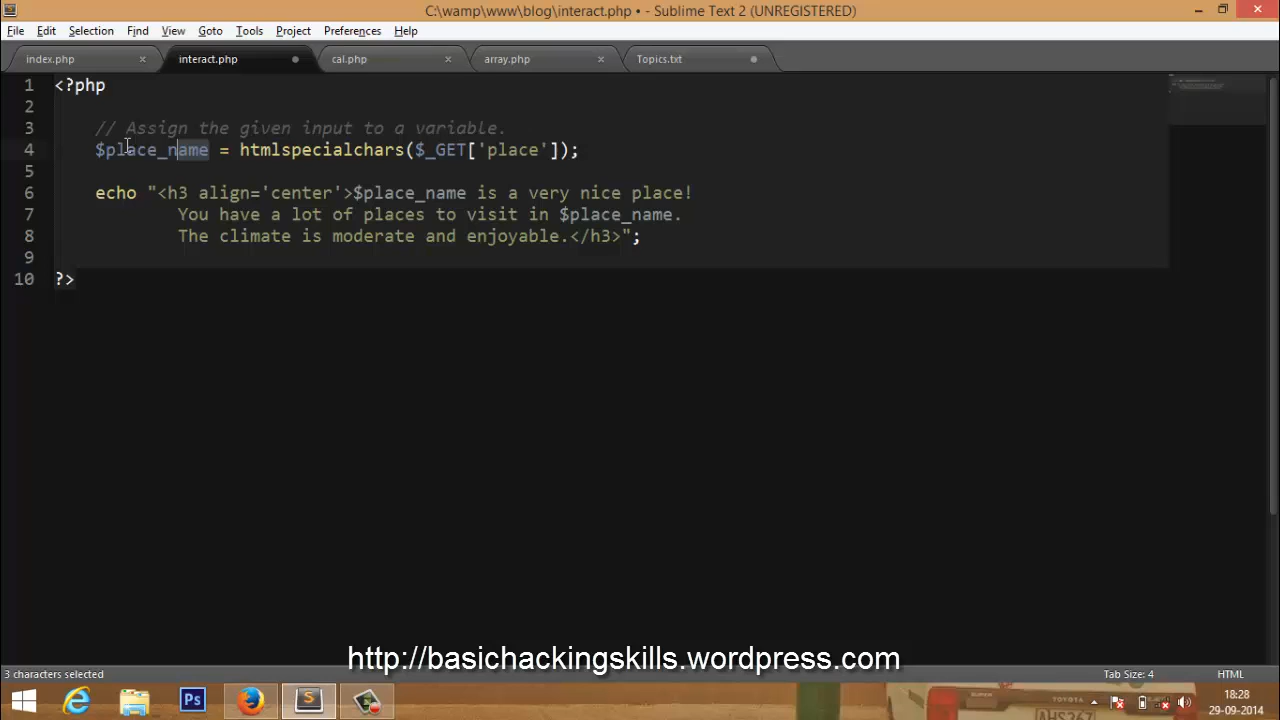 C:\wamp\www\blog\interact.php • - Sublime Text 2 (UNREGISTERED)
File Edit Selection Find View Goto Tools Project Preferences Help
index.php interact.php cal.php array.php Topics.txt
1 <?php
2
3 // Assign the given input to a variable.
4 $place_name = htmlspecialchars($_GET['place']);
5
6 echo "<h3 align='center'>$place_name is a very nice place!
7 You have a lot of places to visit in $place_name.
8 The climate is moderate and enjoyable.</h3>";
9
10 ?>
http://basichackingskills.wordpress.com
3 characters selected Tab Size: 4 HTML
Ps
SUPER TOYOTA
AHS267
18:28
29-09-2014